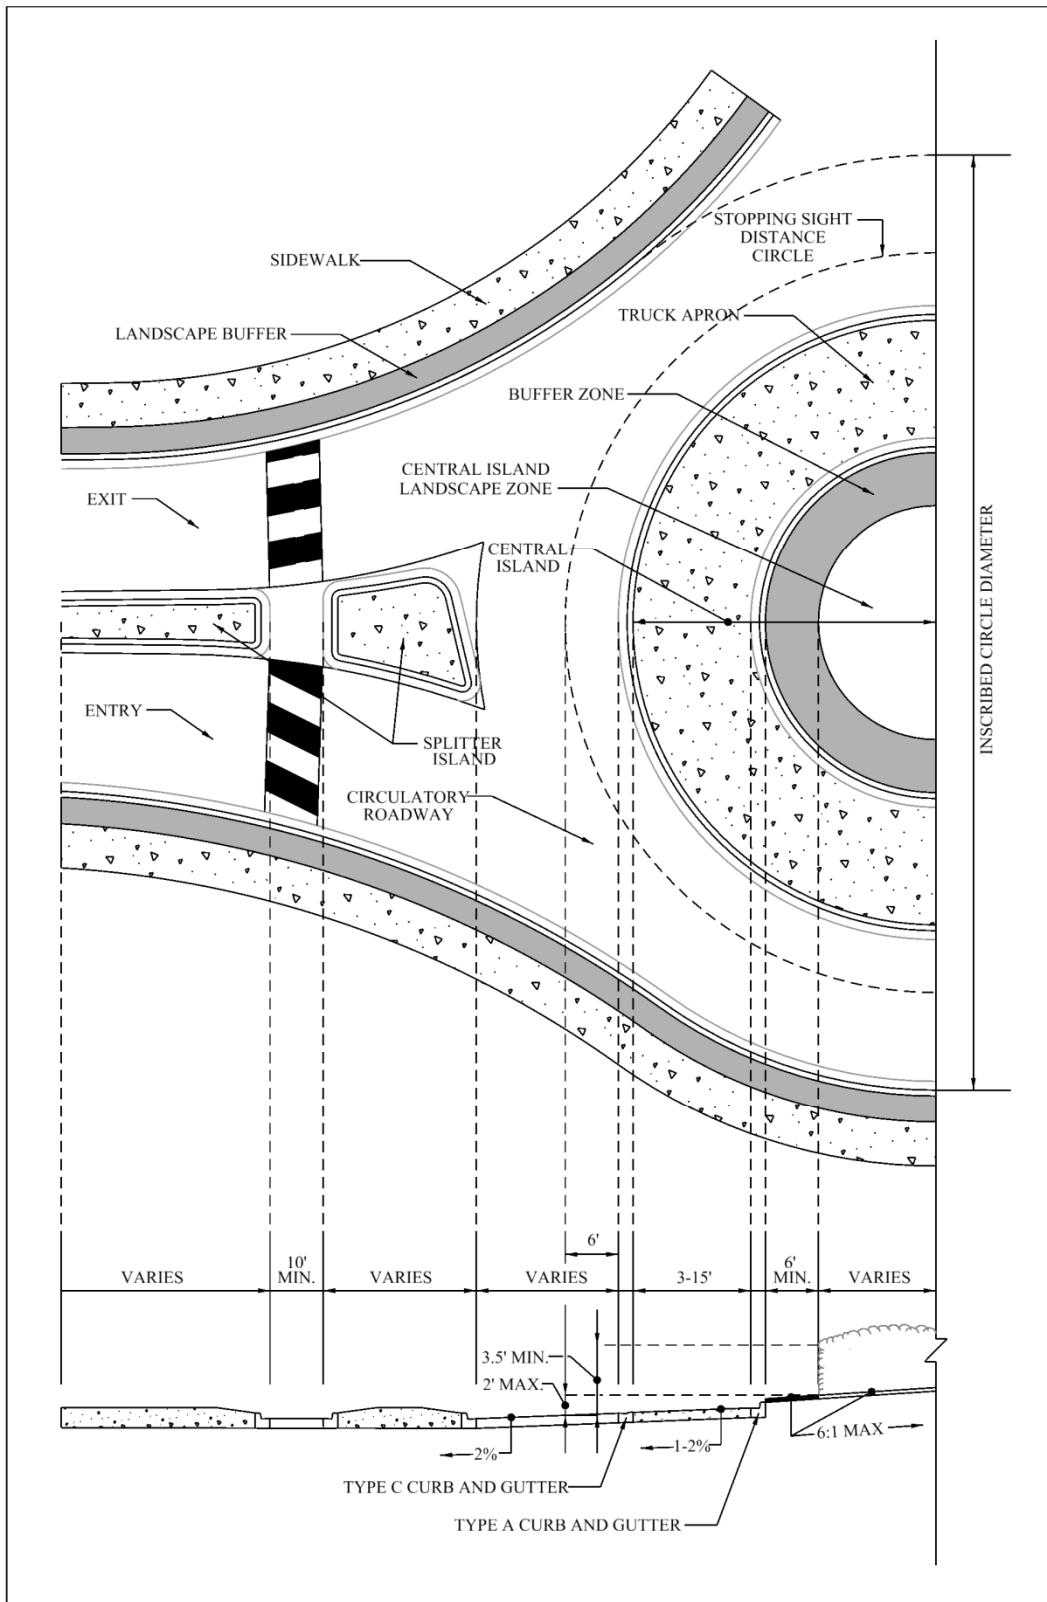 STOPPING SIGHT
DISTANCE
CIRCLE
SIDEWALK
TRUCK APRON
LANDSCAPE BUFFER
BUFFER ZONE
CENTRAL ISLAND
LANDSCAPE ZONE
EXIT
CENTRAL
ISLAND
INSCRIBED CIRCLE DIAMETER
ENTRY
SPLITTER
ISLAND
CIRCULATORY
ROADWAY
6'
VARIES
10'
MIN.
VARIES
VARIES
3-15'
6'
MIN.
VARIES
3.5' MIN.
2' MAX.
2%
1-2%
6:1 MAX
TYPE C CURB AND GUTTER
TYPE A CURB AND GUTTER